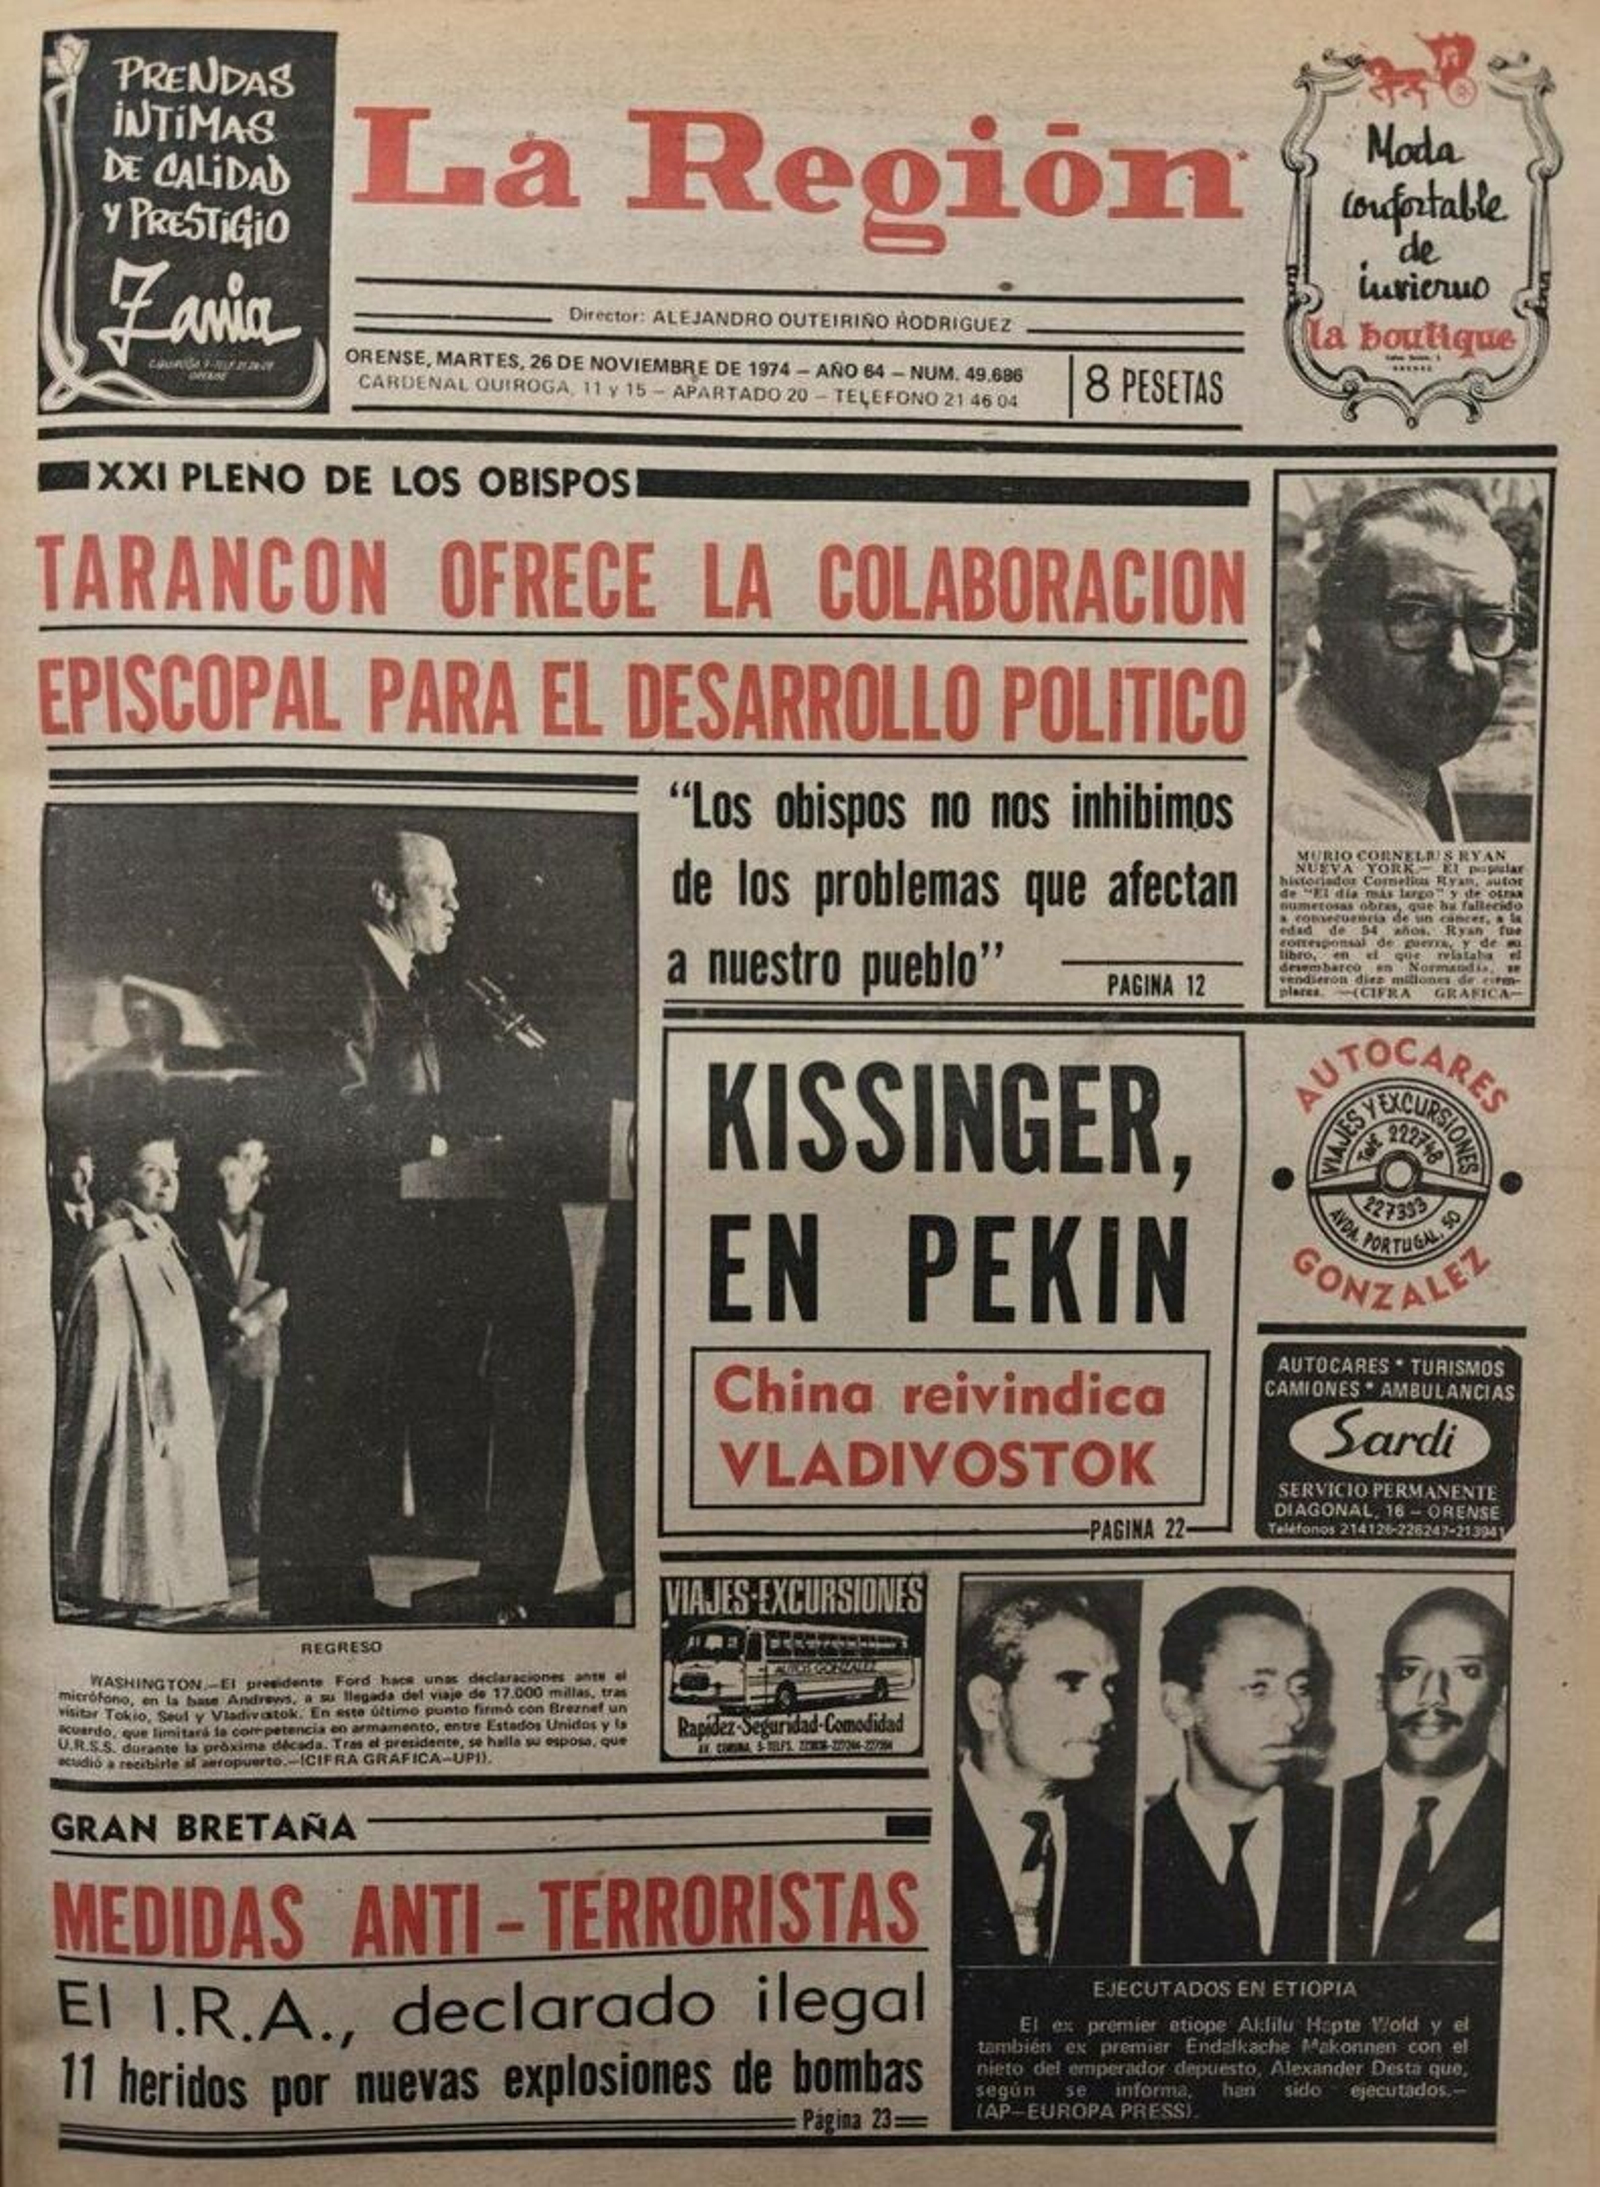 PRENDAS
INTIMAS
DE CALIDAD
Y PRESTIGIO
Zania
ORENSE
La Región
Moda
confortable
de
invierno
la boutique
ORENSE
Director: ALEJANDRO OUTEIRIÑO RODRIGUEZ
ORENSE, MARTES, 26 DE NOVIEMBRE DE 1974 – AÑO 64 – NUM. 49.686
CARDENAL QUIROGA, 11 y 15 – APARTADO 20 – TELEFONO 21 46 04
8 PESETAS
XXI PLENO DE LOS OBISPOS
TARANCON OFRECE LA COLABORACION
EPISCOPAL PARA EL DESARROLLO POLITICO
“Los obispos no nos inhibimos
de los problemas que afectan
a nuestro pueblo”
PAGINA 12
MURIO CORNELIUS RYAN
NUEVA YORK.— El popular
historiador Cornelius Ryan, autor
de "El día más largo" y de otras
numerosas obras, que ha fallecido
a consecuencia de un cáncer, a la
edad de 54 años. Ryan fue
corresponsal de guerra, y de su
libro, en el que relataba el
desembarco en Normandía, se
vendieron diez millones de ejem-
plares. —(CIFRA GRAFICA—
KISSINGER,
EN PEKIN
China reivindica
VLADIVOSTOK
PAGINA 22
AUTOCARES
VIAJES Y EXCURSIONES
Telf. 222748
227333
AVDA. PORTUGAL, 50
GONZALEZ
AUTOCARES * TURISMOS
CAMIONES * AMBULANCIAS
Sardi
SERVICIO PERMANENTE
DIAGONAL, 16 – ORENSE
Teléfonos 214126-226247-213941
REGRESO
WASHINGTON.—El presidente Ford hace unas declaraciones ante el
micrófono, en la base Andrews, a su llegada del viaje de 17.000 millas, tras
visitar Tokio, Seul y Vladivostok. En este último punto firmó con Breznef un
acuerdo, que limitará la competencia en armamento, entre Estados Unidos y la
U.R.S.S. durante la próxima década. Tras el presidente, se halla su esposa, que
acudió a recibirle al aeropuerto.—(CIFRA GRAFICA—UPI).
VIAJES-EXCURSIONES
AUTOS GONZALEZ
Rapidez-Seguridad-Comodidad
GRAN BRETAÑA
MEDIDAS ANTI-TERRORISTAS
El I.R.A., declarado ilegal
11 heridos por nuevas explosiones de bombas
Página 23
EJECUTADOS EN ETIOPIA
El ex premier etiope Aklilu Hapte Wold y el
también ex premier Endalkache Makonnen con el
nieto del emperador depuesto, Alexander Desta que,
según se informa, han sido ejecutados.—
(AP—EUROPA PRESS).